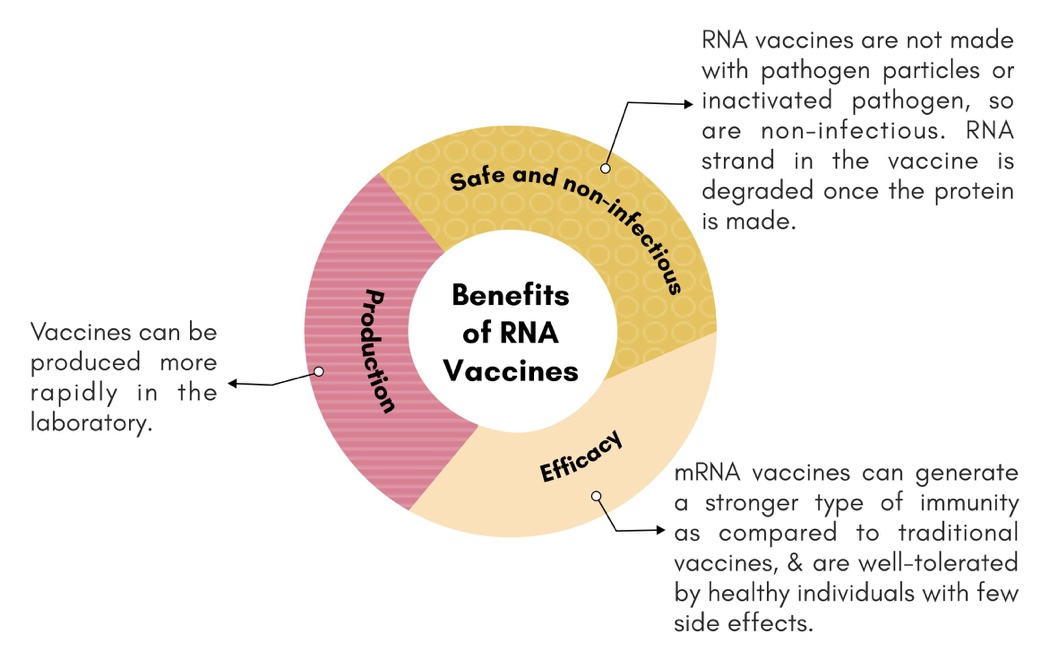 RNA vaccines are not made
with pathogen particles or
inactivated pathogen, so
are non-infectious. RNA
strand in the vaccine is
degraded once the protein
is made.
Safe and non-infectious
Benefits
of RNA
Vaccines
Production
Vaccines can be
produced more
rapidly in the
laboratory.
Efficacy
mRNA vaccines can generate
a stronger type of immunity
as compared to traditional
vaccines, & are well-tolerated
by healthy individuals with few
side effects.